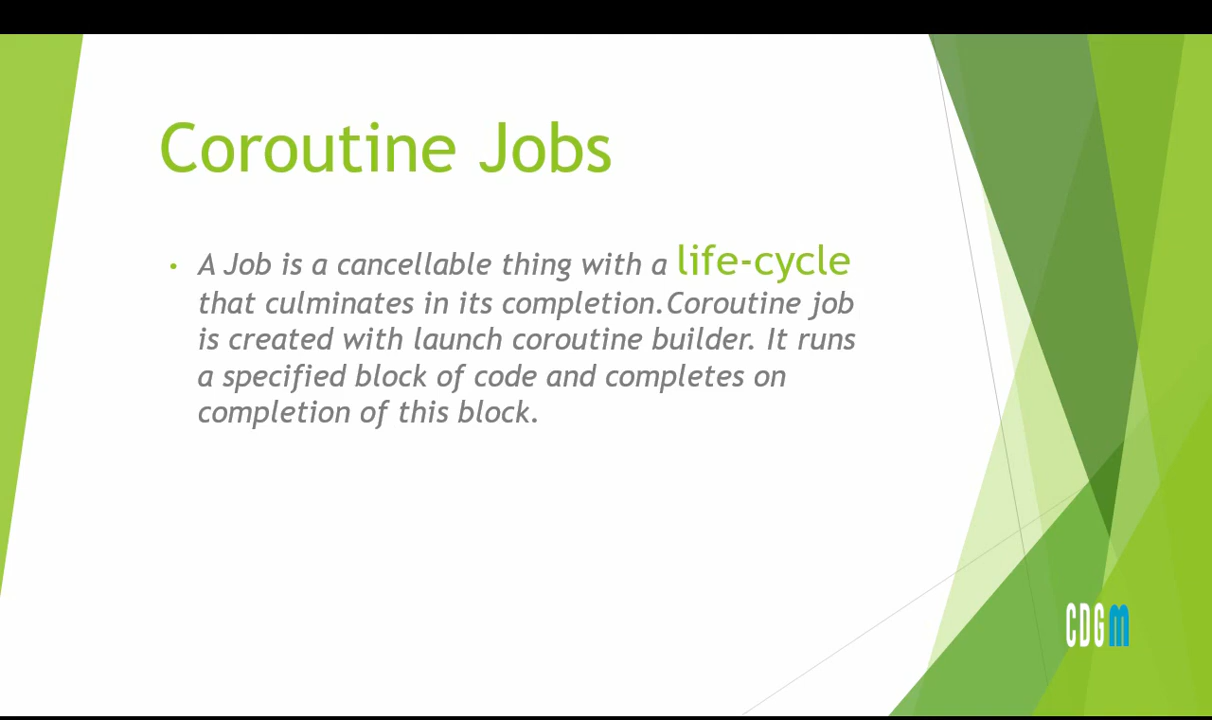 Coroutine Jobs
• A Job is a cancellable thing with a life-cycle
that culminates in its completion.Coroutine job
is created with launch coroutine builder. It runs
a specified block of code and completes on
completion of this block.
CDGm